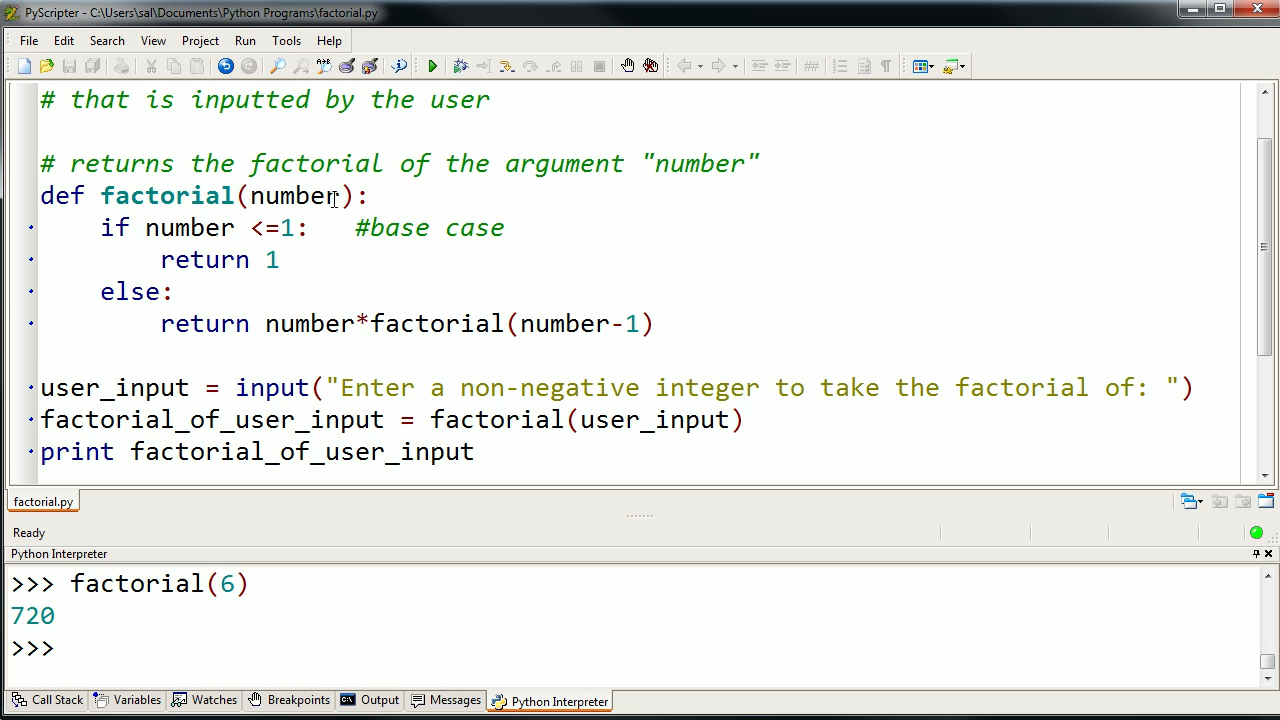 PyScripter - C:\Users\sal\Documents\Python Programs\factorial.py
File Edit Search View Project Run Tools Help
# that is inputted by the user
# returns the factorial of the argument "number"
def factorial(number):
if number <=1: #base case
return 1
else:
return number*factorial(number-1)
user_input = input("Enter a non-negative integer to take the factorial of: ")
factorial_of_user_input = factorial(user_input)
print factorial_of_user_input
factorial.py
Ready
Python Interpreter
>>> factorial(6)
720
>>>
Call Stack Variables Watches Breakpoints Output Messages Python Interpreter